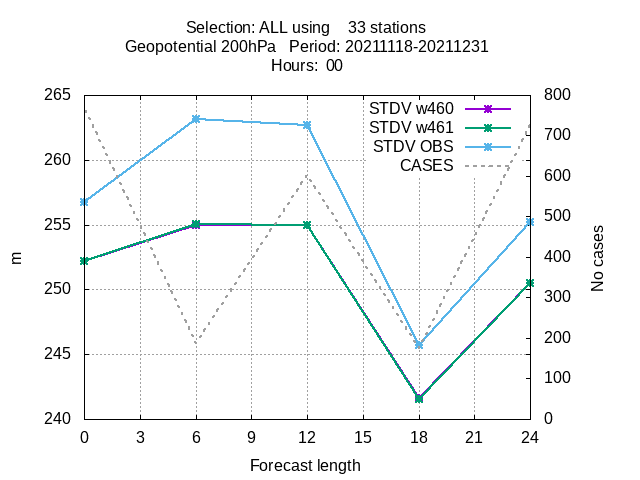 Selection: ALL using    33 stations
Geopotential 200hPa   Period: 20211118-20211231
Hours:  00
265
260
255
250
245
240
m
800
700
600
500
400
300
200
100
0
No cases
STDV w460
STDV w461
STDV OBS
CASES
0 3 6 9 12 15 18 21 24
Forecast length